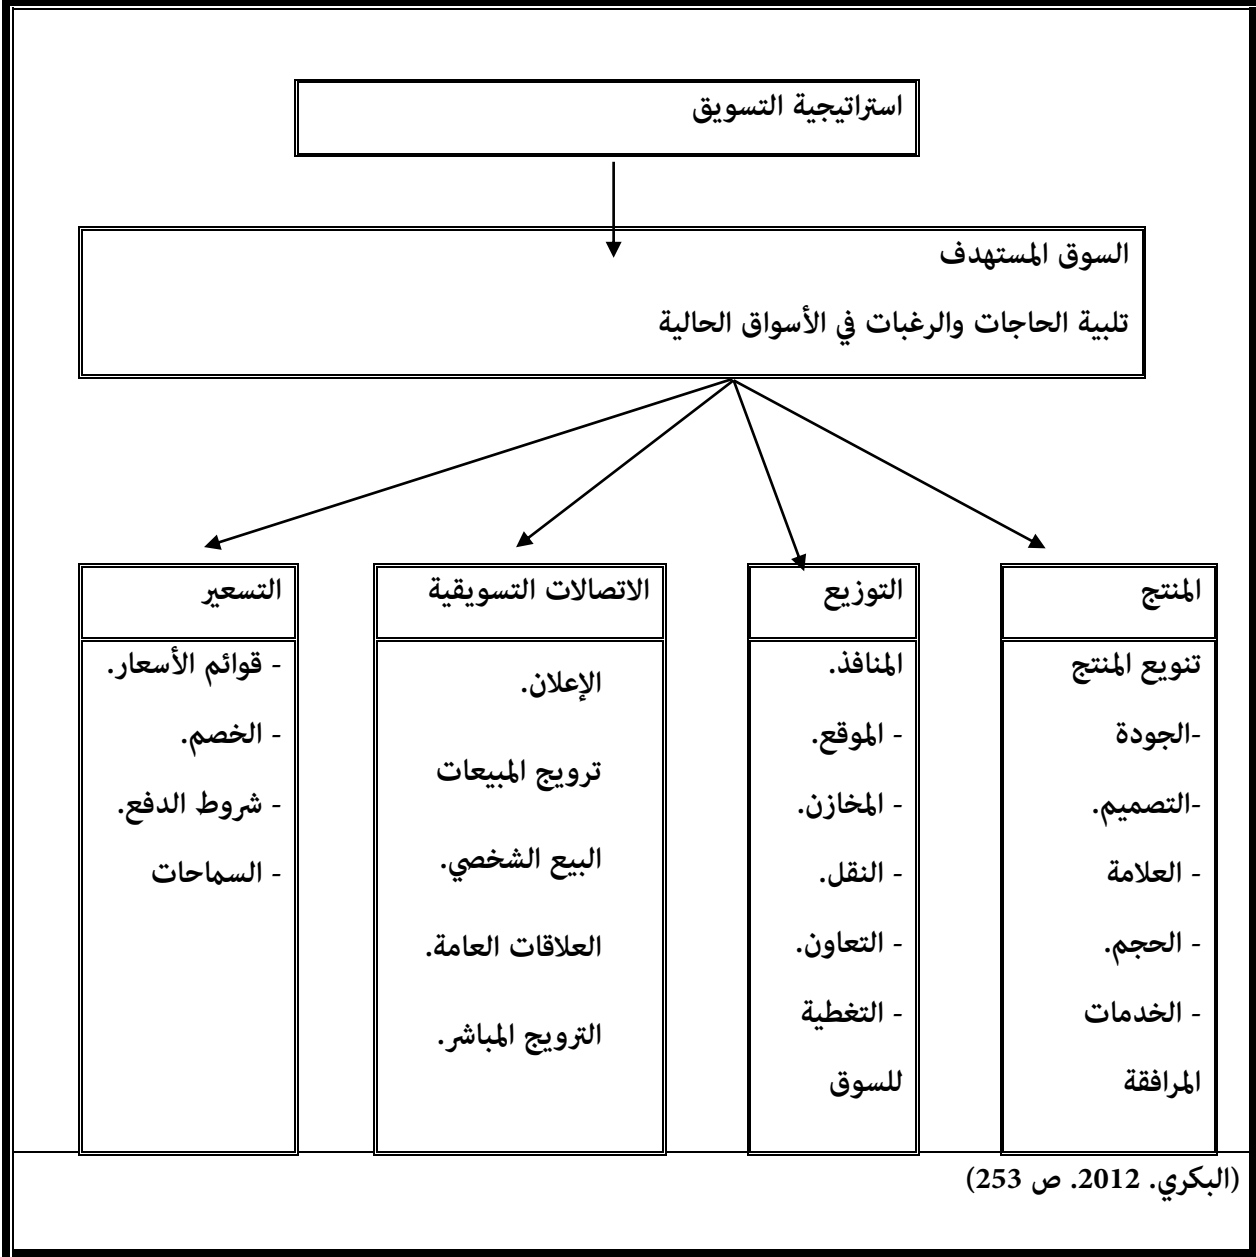 استراتيجية التسويق
السوق المستهدف
تلبية الحاجات والرغبات في الأسواق الحالية
المنتج
تنويع المنتج
-الجودة
-التصميم.
- العلامة
- الحجم.
- الخدمات
المرافقة
التوزيع
المنافذ.
- الموقع.
- المخازن.
- النقل.
- التعاون.
- التغطية
للسوق
الاتصالات التسويقية
الإعلان.
ترويج المبيعات
البيع الشخصي.
العلاقات العامة.
الترويج المباشر.
التسعير
- قوائم الأسعار.
- الخصم.
- شروط الدفع.
- السماحات
(البكري. 2012. ص 253)